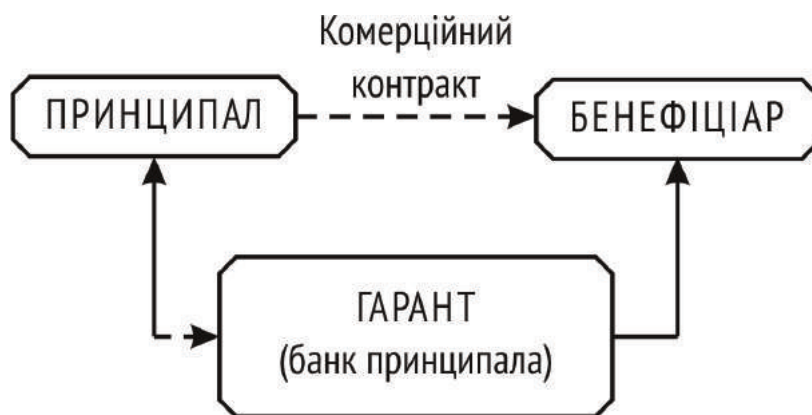 Комерційний
контракт
ПРИНЦИПАЛ
БЕНЕФІЦІАР
ГАРАНТ
(банк принципала)